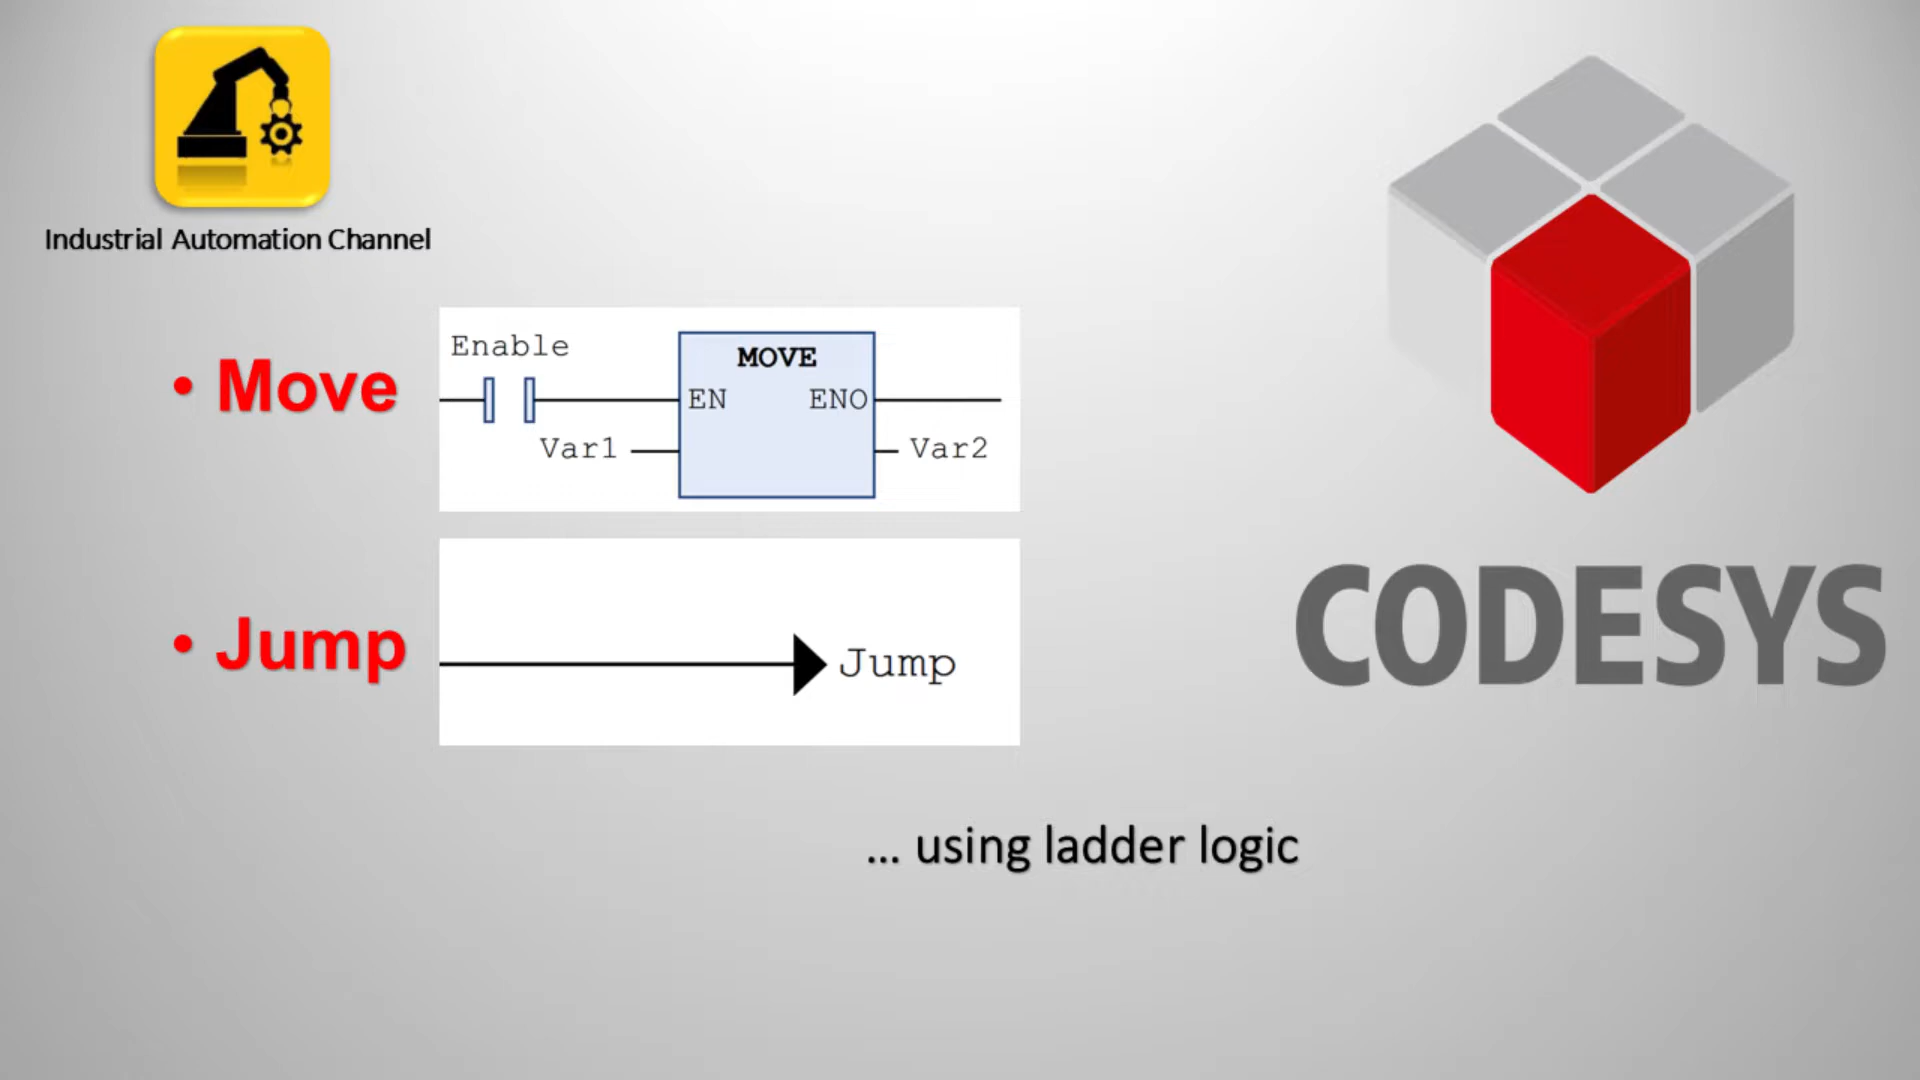 Industrial Automation Channel
• Move
Enable
MOVE
EN ENO
Var1 Var2
• Jump
Jump
CODESYS
... using ladder logic